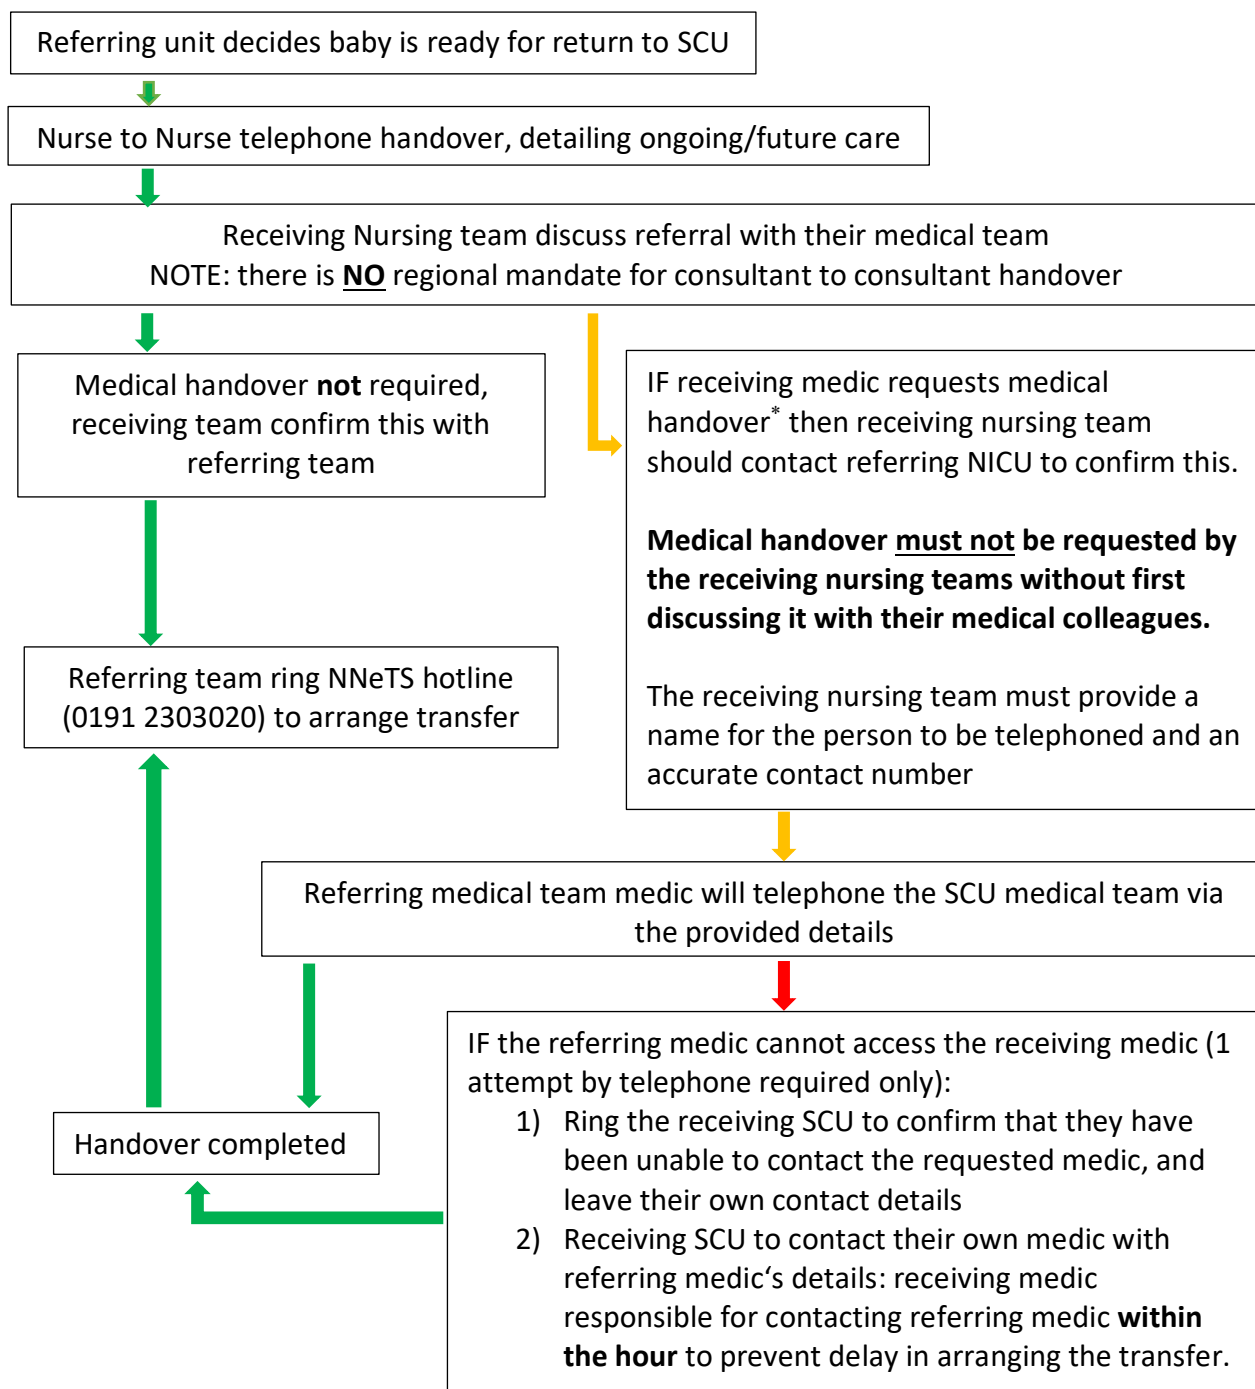 Referring unit decides baby is ready for return to SCU
Nurse to Nurse telephone handover, detailing ongoing/future care
Receiving Nursing team discuss referral with their medical team
NOTE: there is NO regional mandate for consultant to consultant handover
Medical handover not required,
receiving team confirm this with
referring team
IF receiving medic requests medical
handover* then receiving nursing team
should contact referring NICU to confirm this.
Medical handover must not be requested by
the receiving nursing teams without first
discussing it with their medical colleagues.
The receiving nursing team must provide a
name for the person to be telephoned and an
accurate contact number
Referring team ring NNeTS hotline
(0191 2303020) to arrange transfer
Referring medical team medic will telephone the SCU medical team via
the provided details
IF the referring medic cannot access the receiving medic (1
attempt by telephone required only):
1) Ring the receiving SCU to confirm that they have
been unable to contact the requested medic, and
leave their own contact details
2) Receiving SCU to contact their own medic with
referring medic‘s details: receiving medic
responsible for contacting referring medic within
the hour to prevent delay in arranging the transfer.
Handover completed